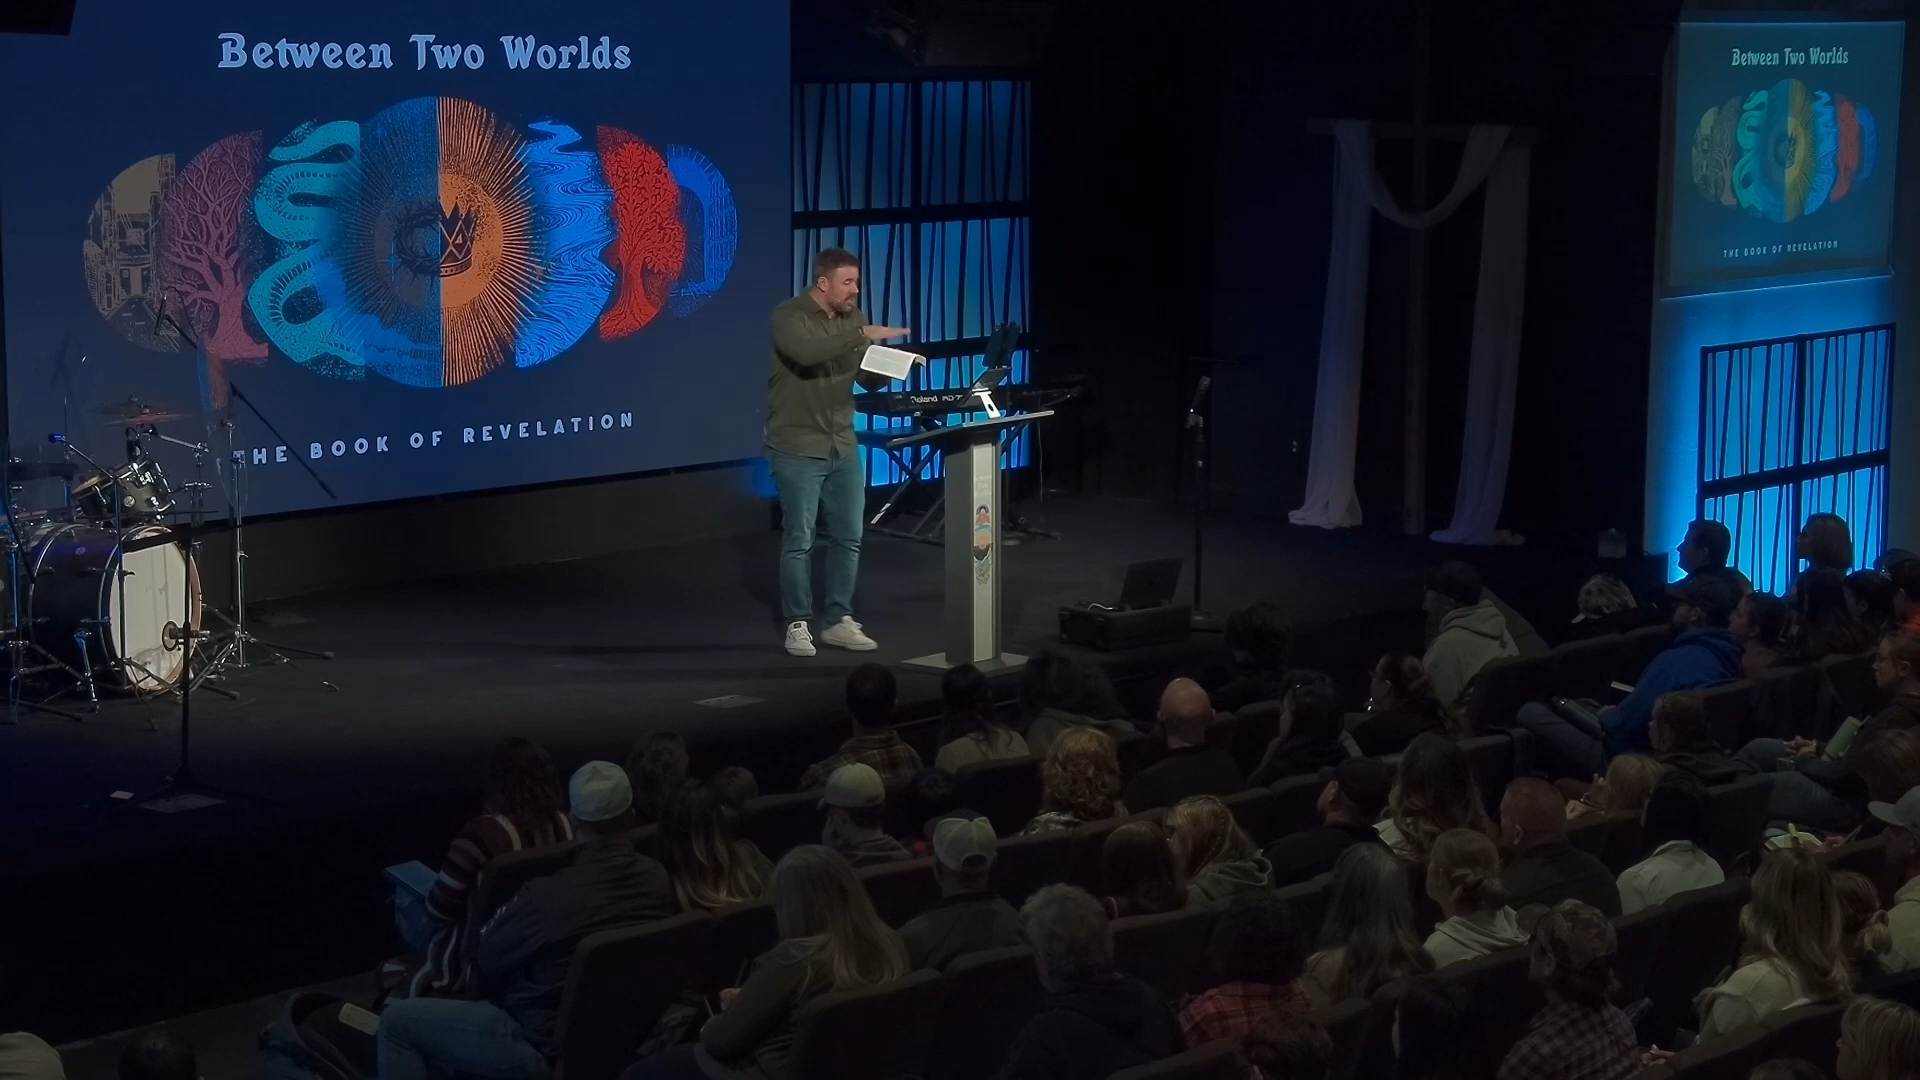 Between Two Worlds
THE BOOK OF REVELATION
Between Two Worlds
THE BOOK OF REVELATION
Roland